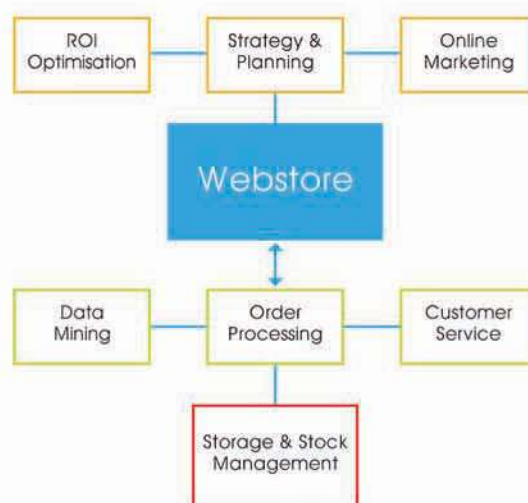 ROI
Optimisation
Strategy &
Planning
Online
Marketing
Webstore
Data
Mining
Order
Processing
Customer
Service
Storage & Stock
Management